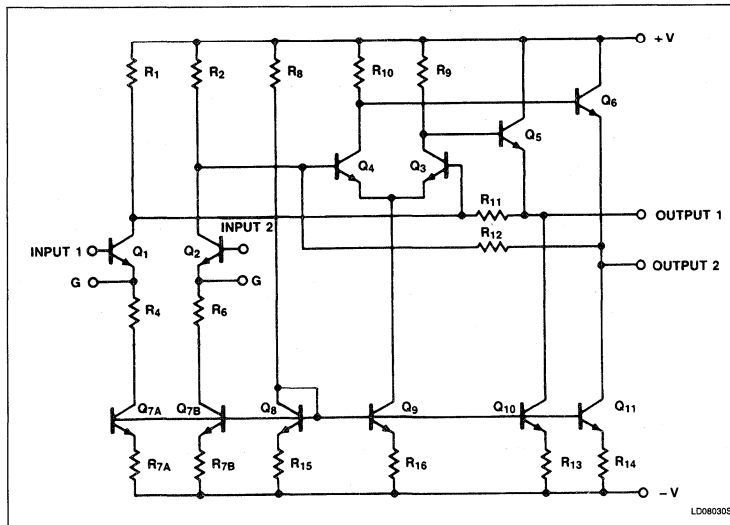 +V
R1 R2 R8 R10 R9
Q6
Q5
Q4 Q3
R11
OUTPUT 1
INPUT 2
R12
INPUT 1 Q1 Q2
OUTPUT 2
G G
R4 R6
Q7A Q7B Q8 Q9 Q10 Q11
R7A R7B R15 R16 R13 R14
−V
LD08030S